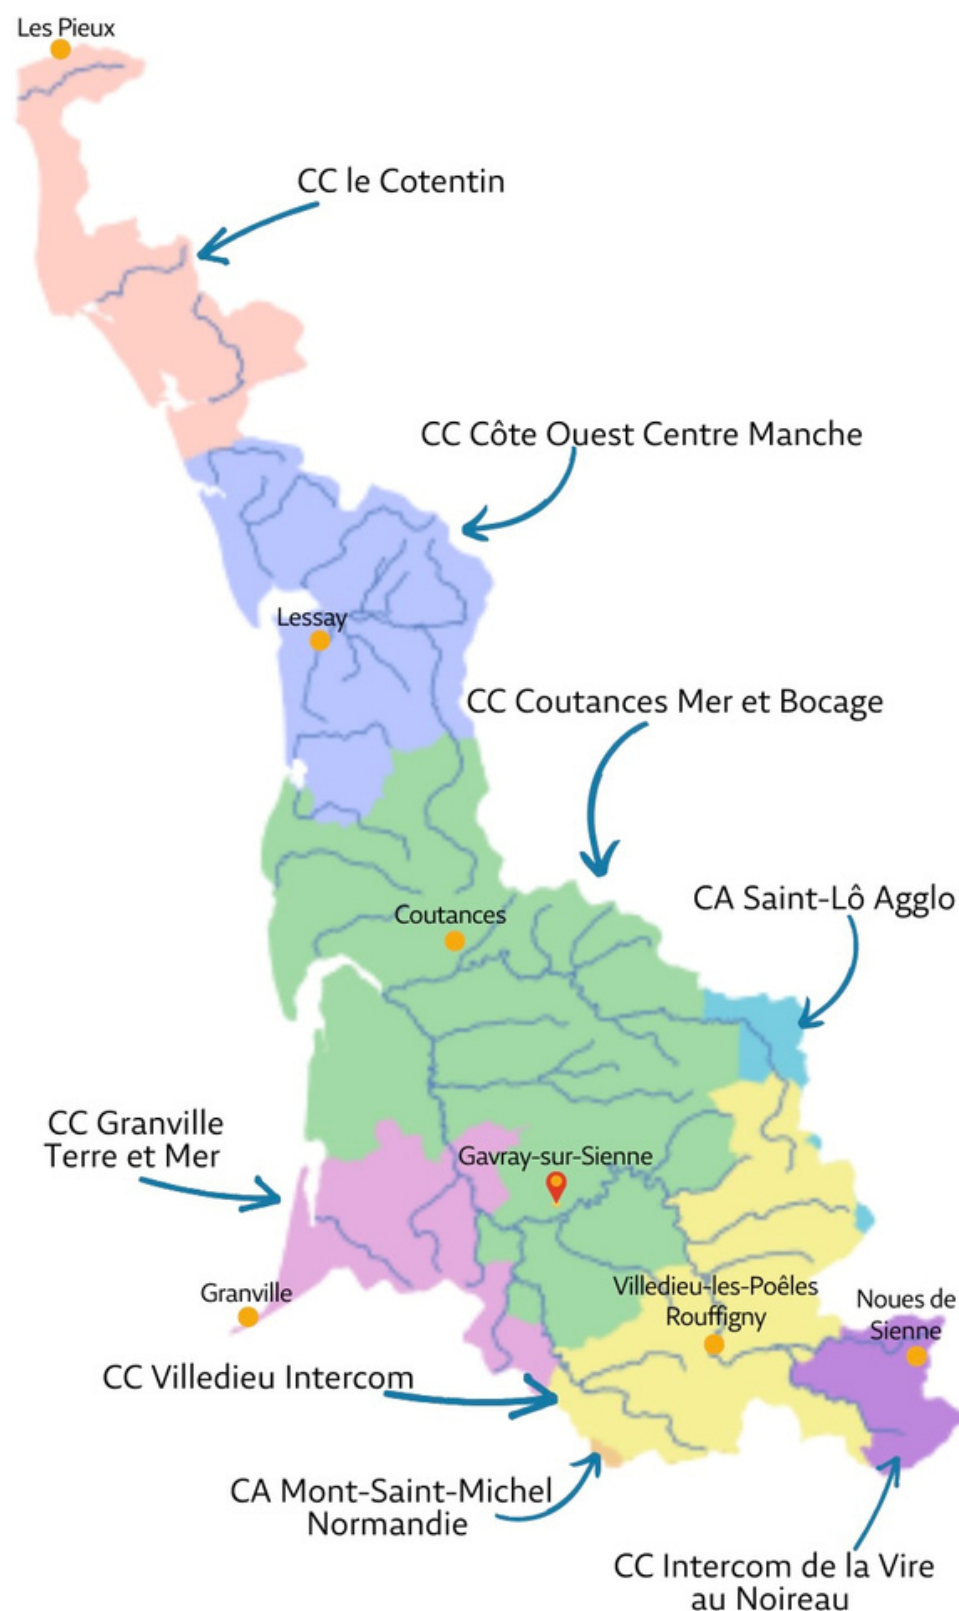 Les Pieux
CC le Cotentin
CC Côte Ouest Centre Manche
Lessay
CC Coutances Mer et Bocage
CA Saint-Lô Agglo
Coutances
CC Granville
Terre et Mer
Gavray-sur-Sienne
Granville
Villedieu-les-Poêles
Rouffigny
Noues de
Sienne
CC Villedieu Intercom
CA Mont-Saint-Michel
Normandie
CC Intercom de la Vire
au Noireau